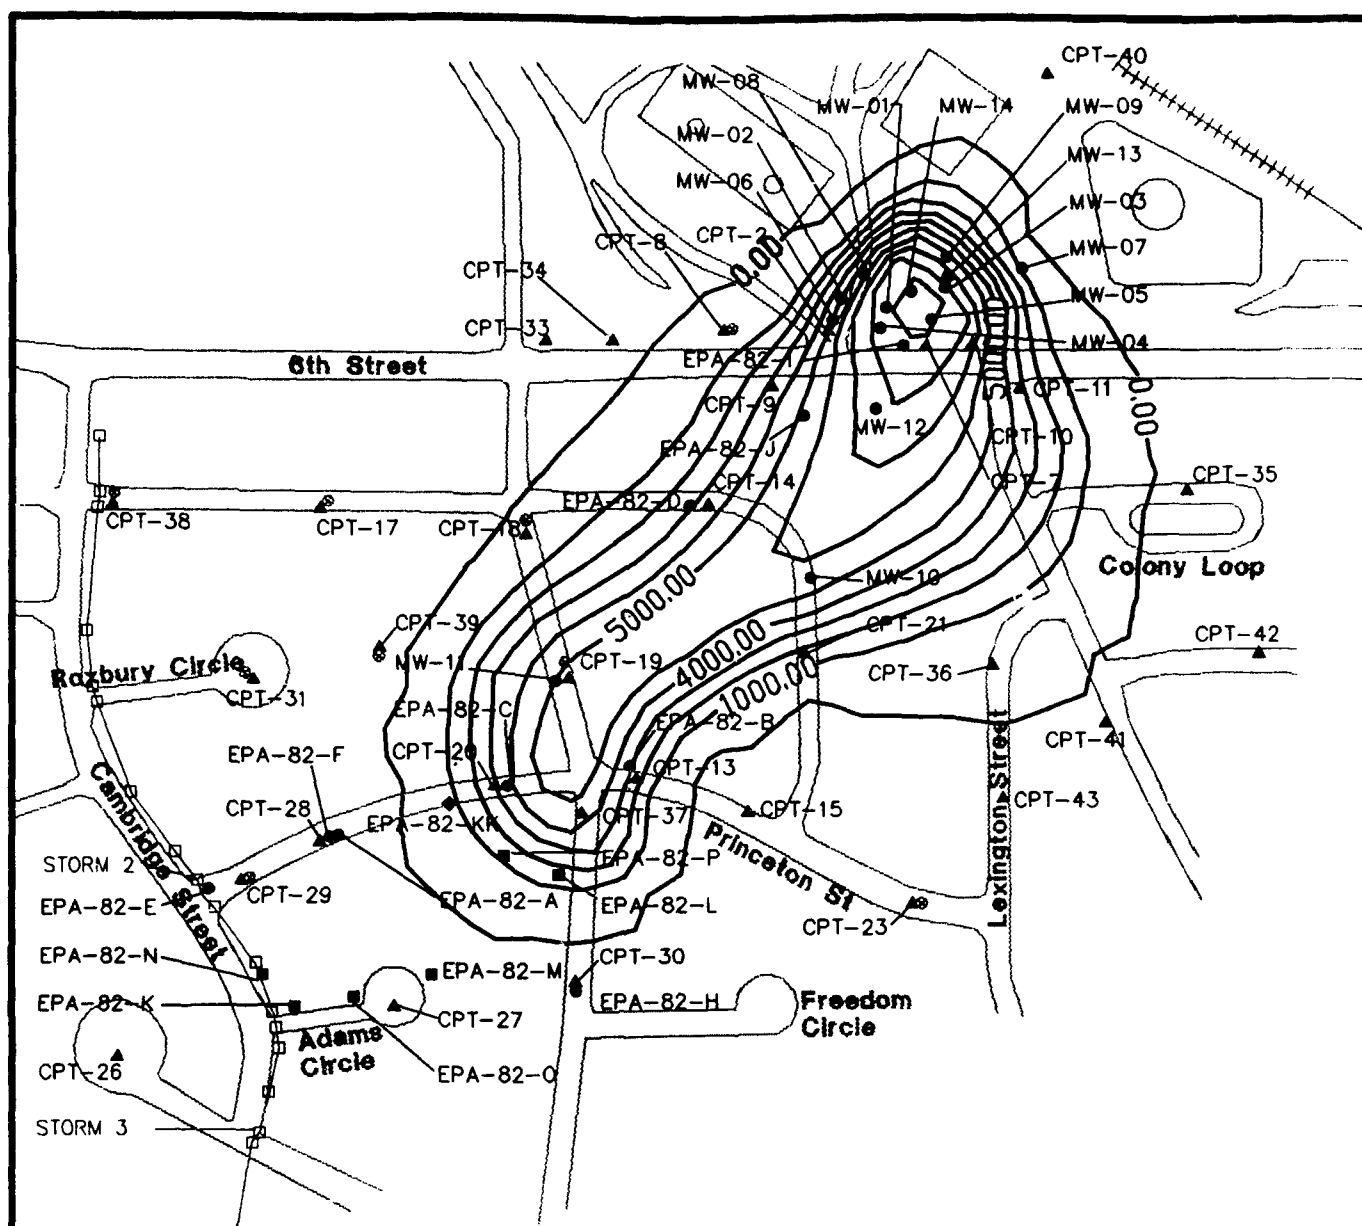 CPT-40
MW-08
MW-01
MW-14
MW-09
MW-02
MW-13
MW-06
MW-03
CPT-8
CPT-2
0.00
MW-07
CPT-34
MW-05
5000.00
CPT-33
MW-04
6th Street
EPA-82-I
CPT-11
0.00
CPT-9
MW-12
CPT-10
EPA-82-J
CPT-7
CPT-14
CPT-35
EPA-82-D
CPT-38
CPT-17
CPT-18
Colony Loop
MW-10
5000.00
CPT-39
CPT-21
4000.00
CPT-42
Roxbury Circle
MW-11
CPT-19
CPT-36
CPT-31
1000.00
EPA-82-C
EPA-82-B
EPA-82-F
CPT-20
CPT-41
CPT-13
Lexington Street
Cambridge Street
CPT-28
EPA-82-KK
CPT-37
CPT-15
CPT-43
STORM 2
EPA-82-P
Princeton St
EPA-82-E
CPT-29
EPA-82-A
EPA-82-L
CPT-23
EPA-82-N
EPA-82-M
CPT-30
EPA-82-K
CPT-27
EPA-82-H
Freedom
Circle
Adams
Circle
CPT-26
EPA-82-O
STORM 3